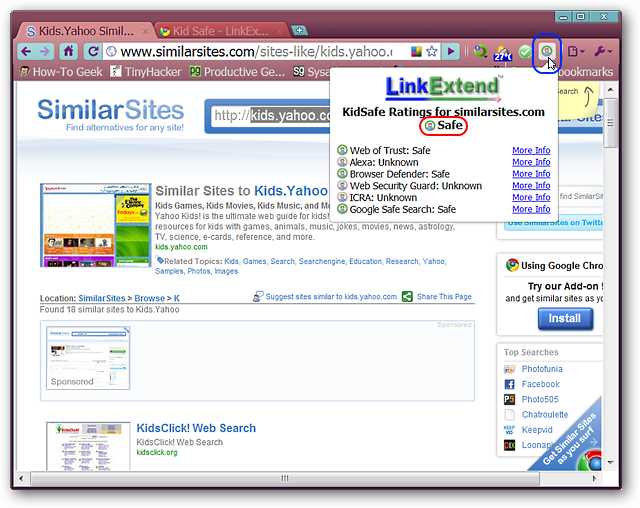 Kids.Yahoo Simil...
Kid Safe - LinkExt...
www.similarsites.com/sites-like/kids.yahoo.c
27°C
How-To Geek
TinyHacker
Group Policy Ce
SysA
bookmarks
LinkExtend
KidSafe Ratings for similarsites.com
Safe
Web of Trust: Safe More Info
Alexa: Unknown More Info
Browser Defender: Safe More Info
Web Security Guard: Unknown More Info
ICRA: Unknown More Info
Google Safe Search: Safe More Info
Search
SimilarSites
Find alternatives for any site!
http://kids.yahoo.co
Similar Sites to Kids.Yahoo
Kids Games, Kids Movies, Kids Music, and Mo
Yahoo Kids! is the ultimate web guide for kids
resources for kids with games, animals, music, jokes, movies, news, astrology,
TV, science, e-cards, reference, and more.
kids.yahoo.com
Related Topics: Kids, Games, Search, Searchengine, Education, Research, Yahoo,
Samples, Photos, Images
find Similar
Use SimilarSites on Twitt
Location: SimilarSites > Browse > K
Suggest sites similar to kids.yahoo.com
Share This Page
Found 18 similar sites to Kids.Yahoo
Sponsored
Sponsored
KidsClick! Web Search
KidsClick! Web Search
kidsclick.org
Using Google Chro
Try our Add-on !
and get similar sites as yo
Install
Top Searches
Photofunia
Facebook
Photo505
Chatroulette
Keepvid
Loonap
Get Similar Sites
as you surf